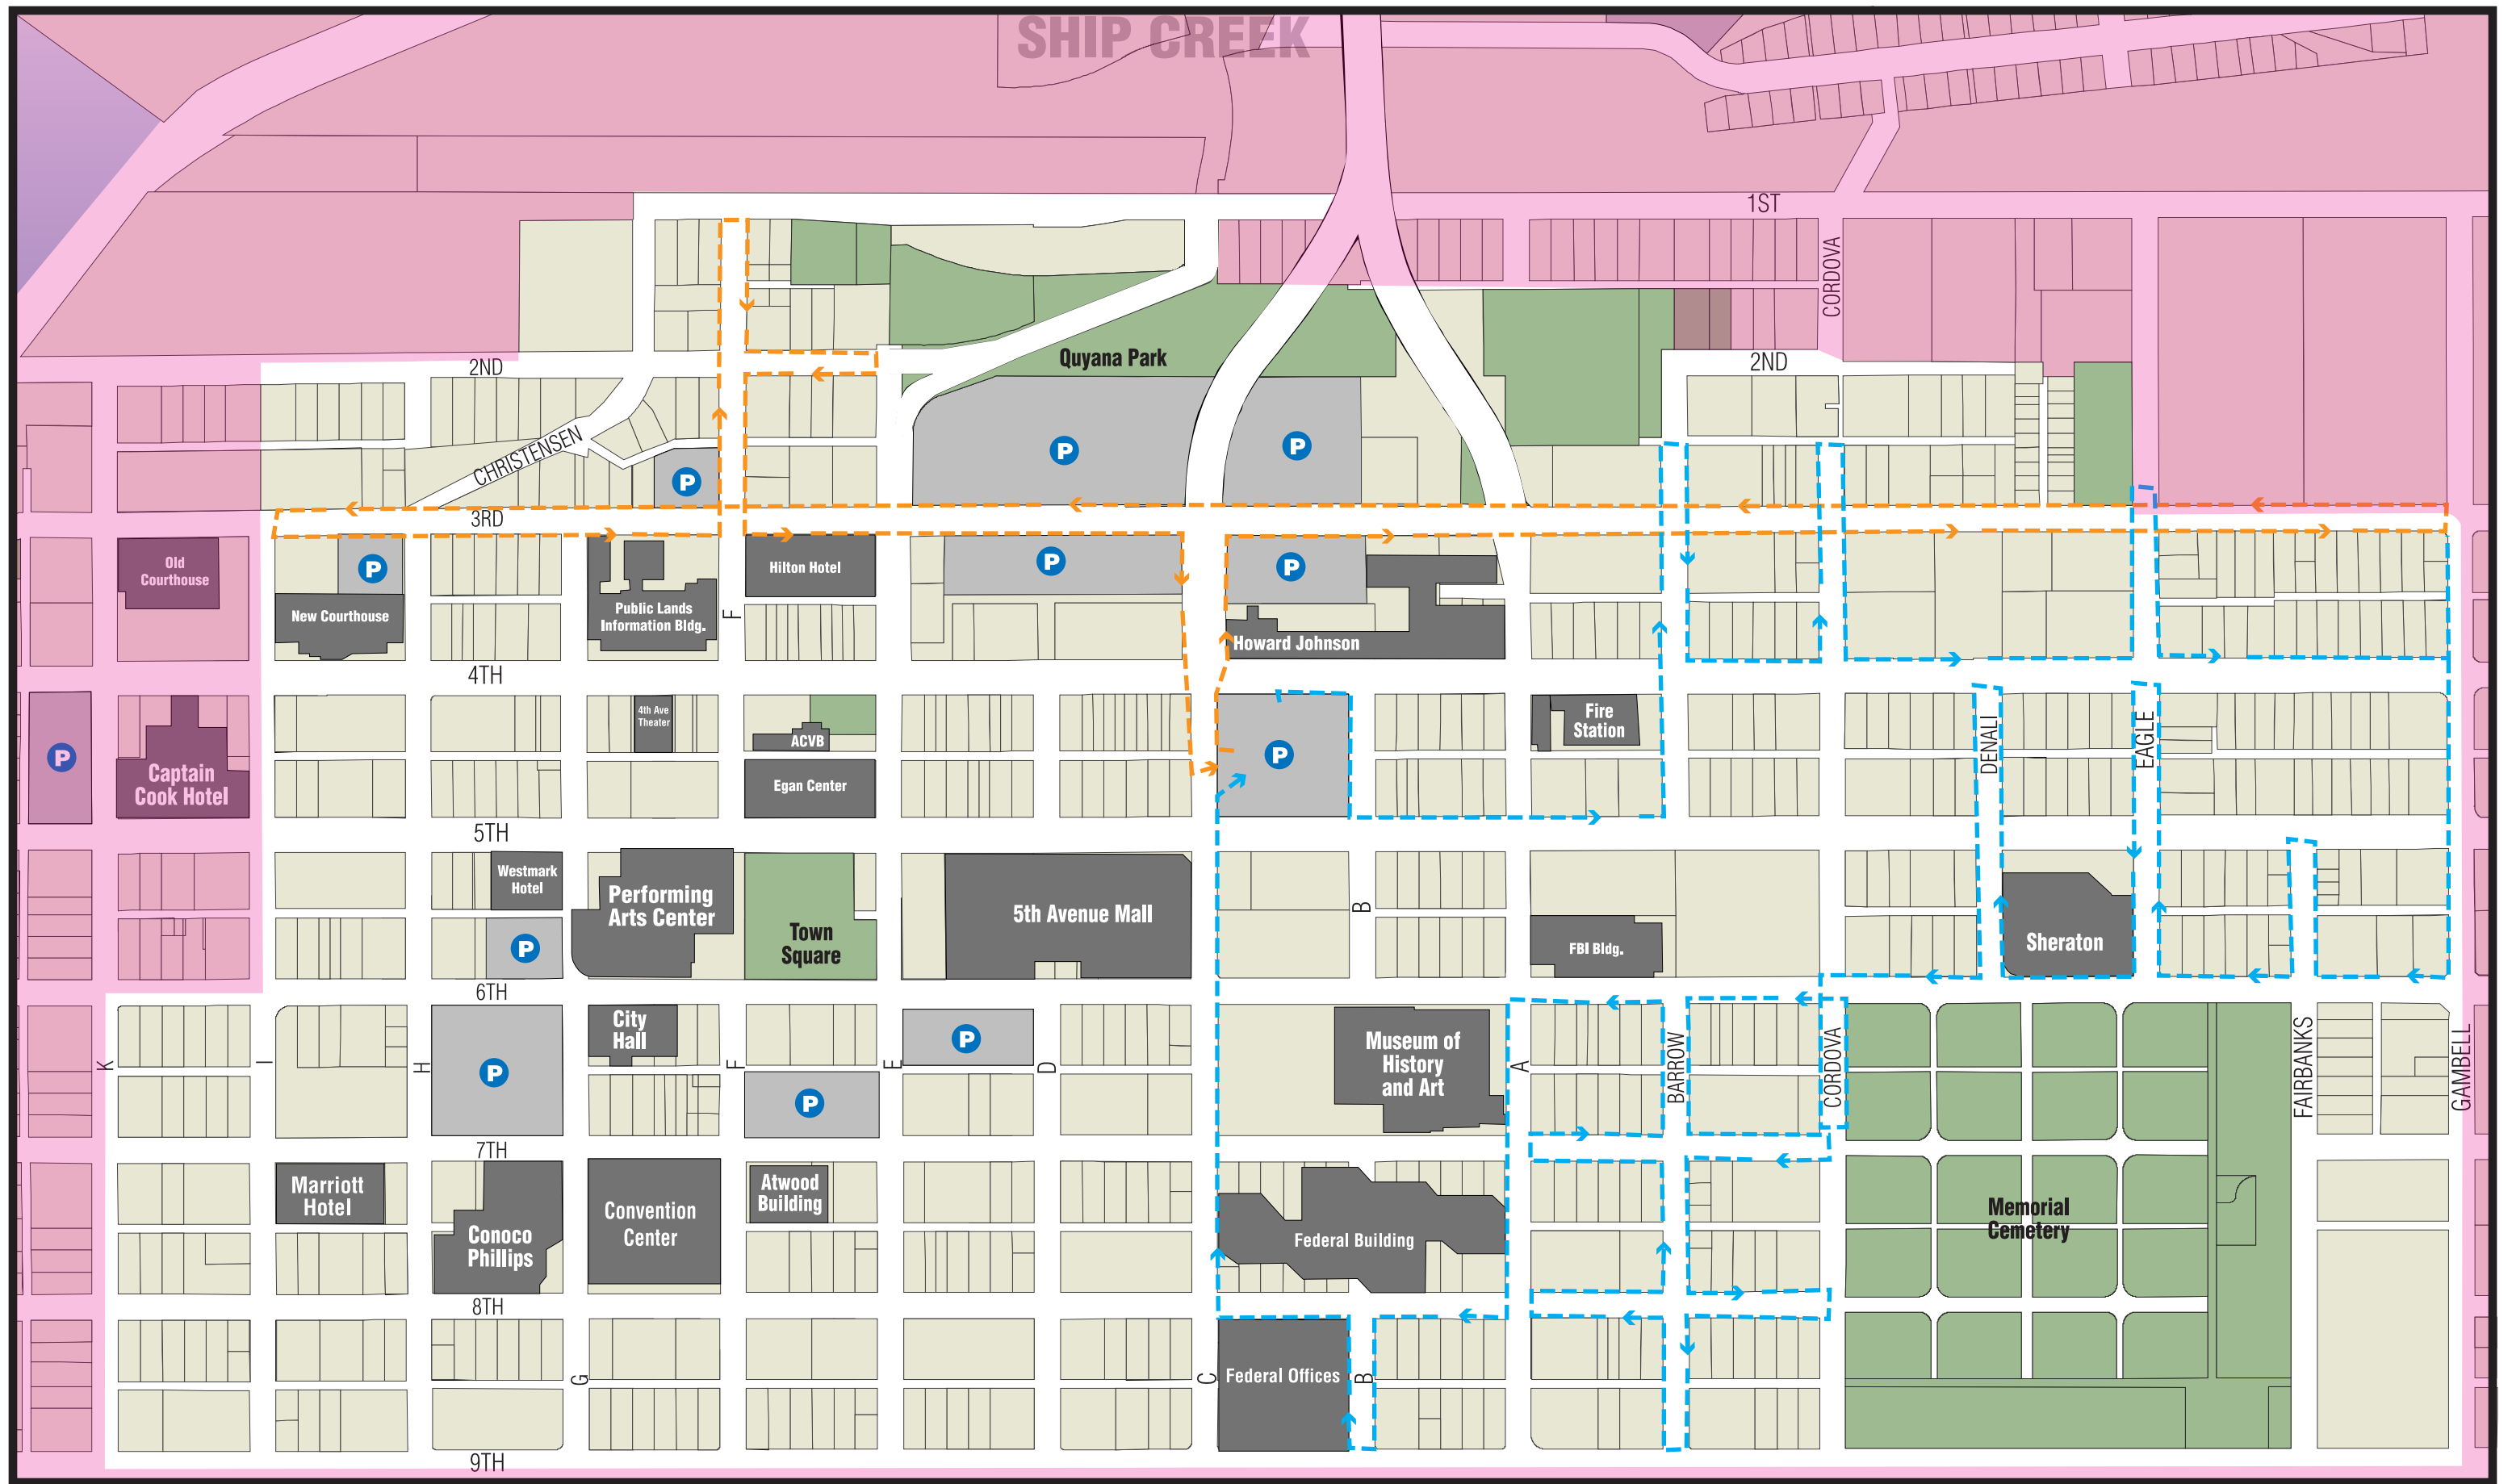 SHIP CREEK
1ST
CORDOVA
Quyana Park
2ND
2ND
CHRISTENSEN
P
P
P
3RD
Old
Courthouse
P
New Courthouse
Public Lands
Information Bldg.
F
Hilton Hotel
P
P
Howard Johnson
4TH
P
Captain
Cook Hotel
4th Ave
Theater
ACVB
Egan Center
P
Fire
Station
DENALI
EAGLE
5TH
Westmark
Hotel
P
Performing
Arts Center
Town
Square
5th Avenue Mall
B
FBI Bldg.
Sheraton
6TH
K
I
H
P
City
Hall
F
P
E
P
D
Museum of
History
and Art
A
BARROW
CORDOVA
FAIRBANKS
GAMBELL
7TH
Marriott
Hotel
Conoco
Phillips
Convention
Center
Atwood
Building
Federal Building
Memorial
Cemetery
8TH
G
C
Federal Offices
B
9TH